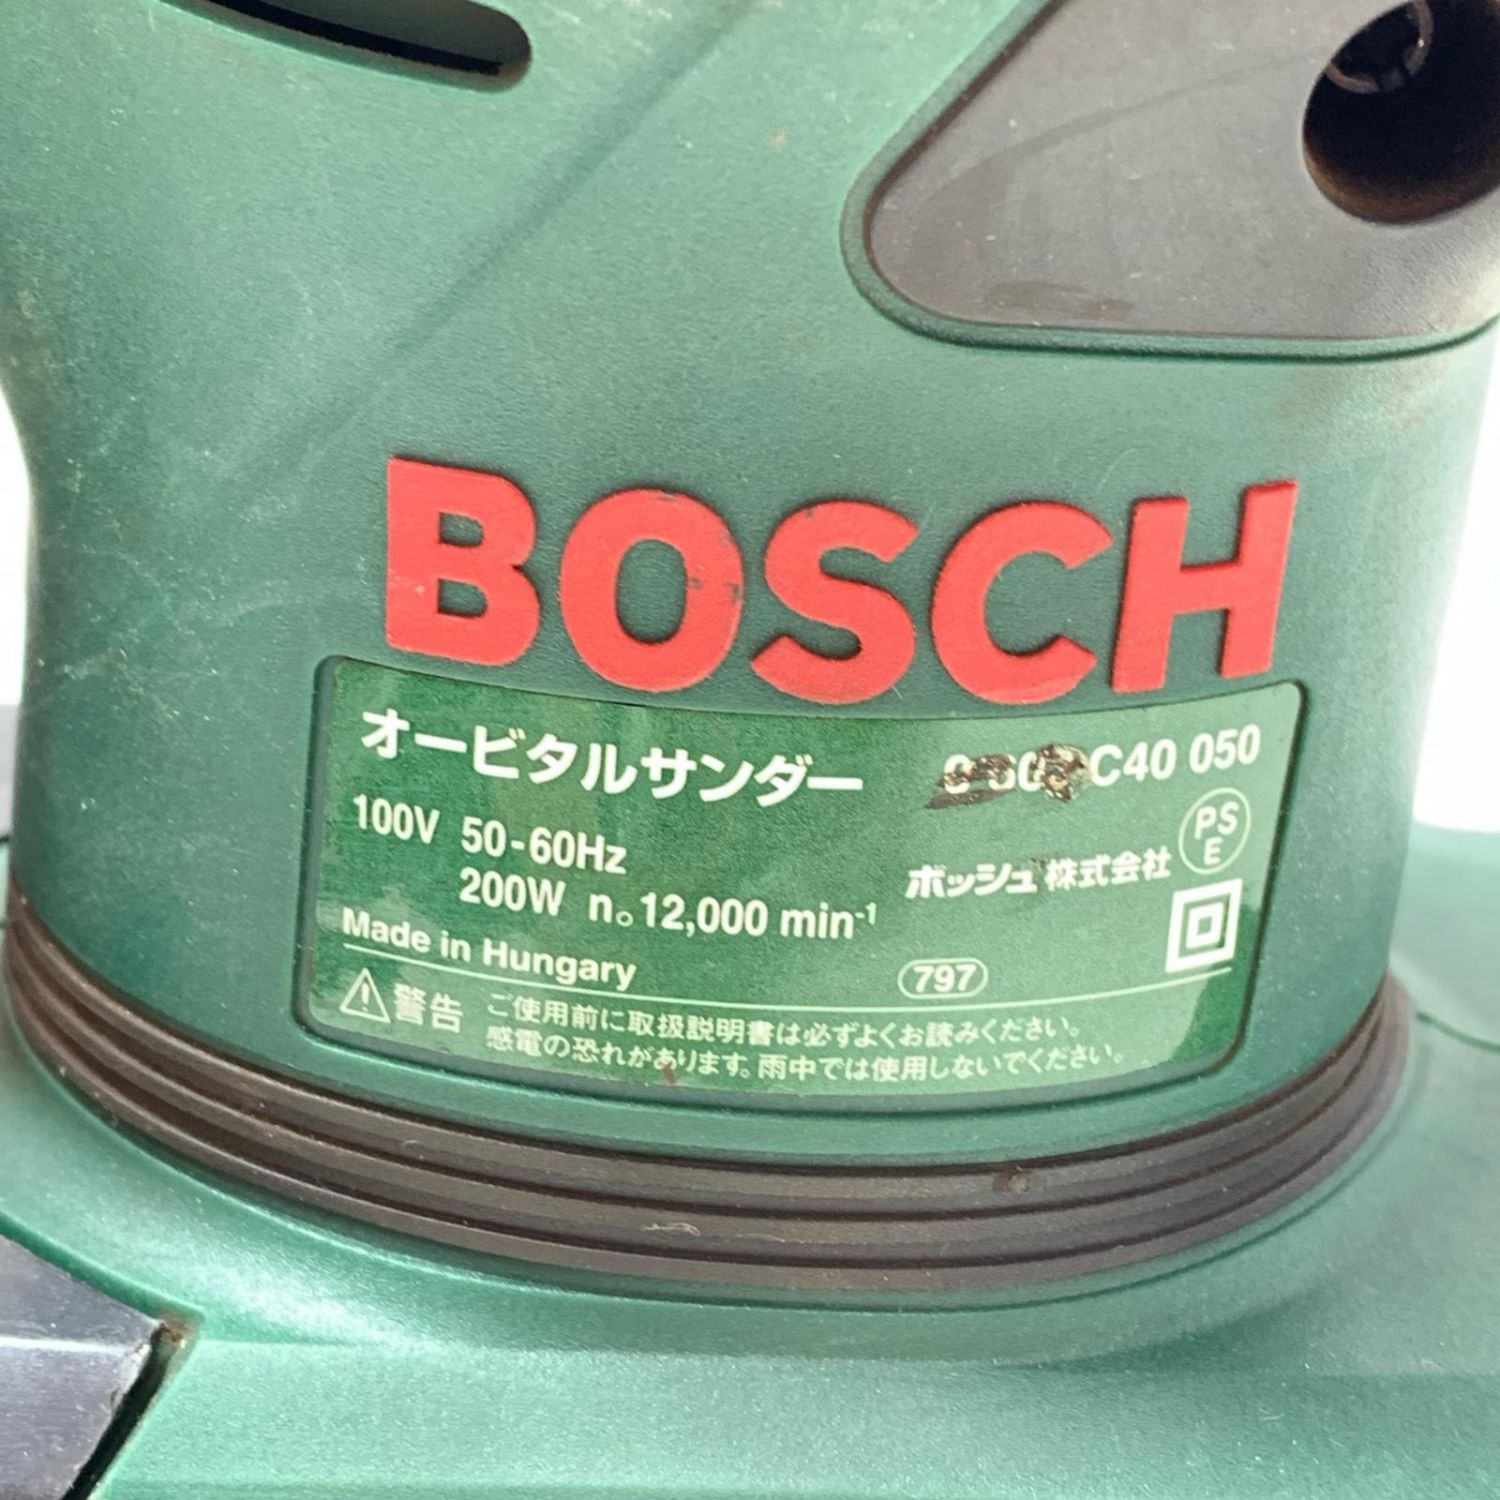 BOSCH
オービタルサンダー C40 050
100V 50-60Hz
200W n。12,000 min-1
ボッシュ株式会社
PS
E
Made in Hungary
797
警告 ご使用前に取扱説明書は必ずよくお読みください。
感電の恐れがあります。雨中では使用しないでください。